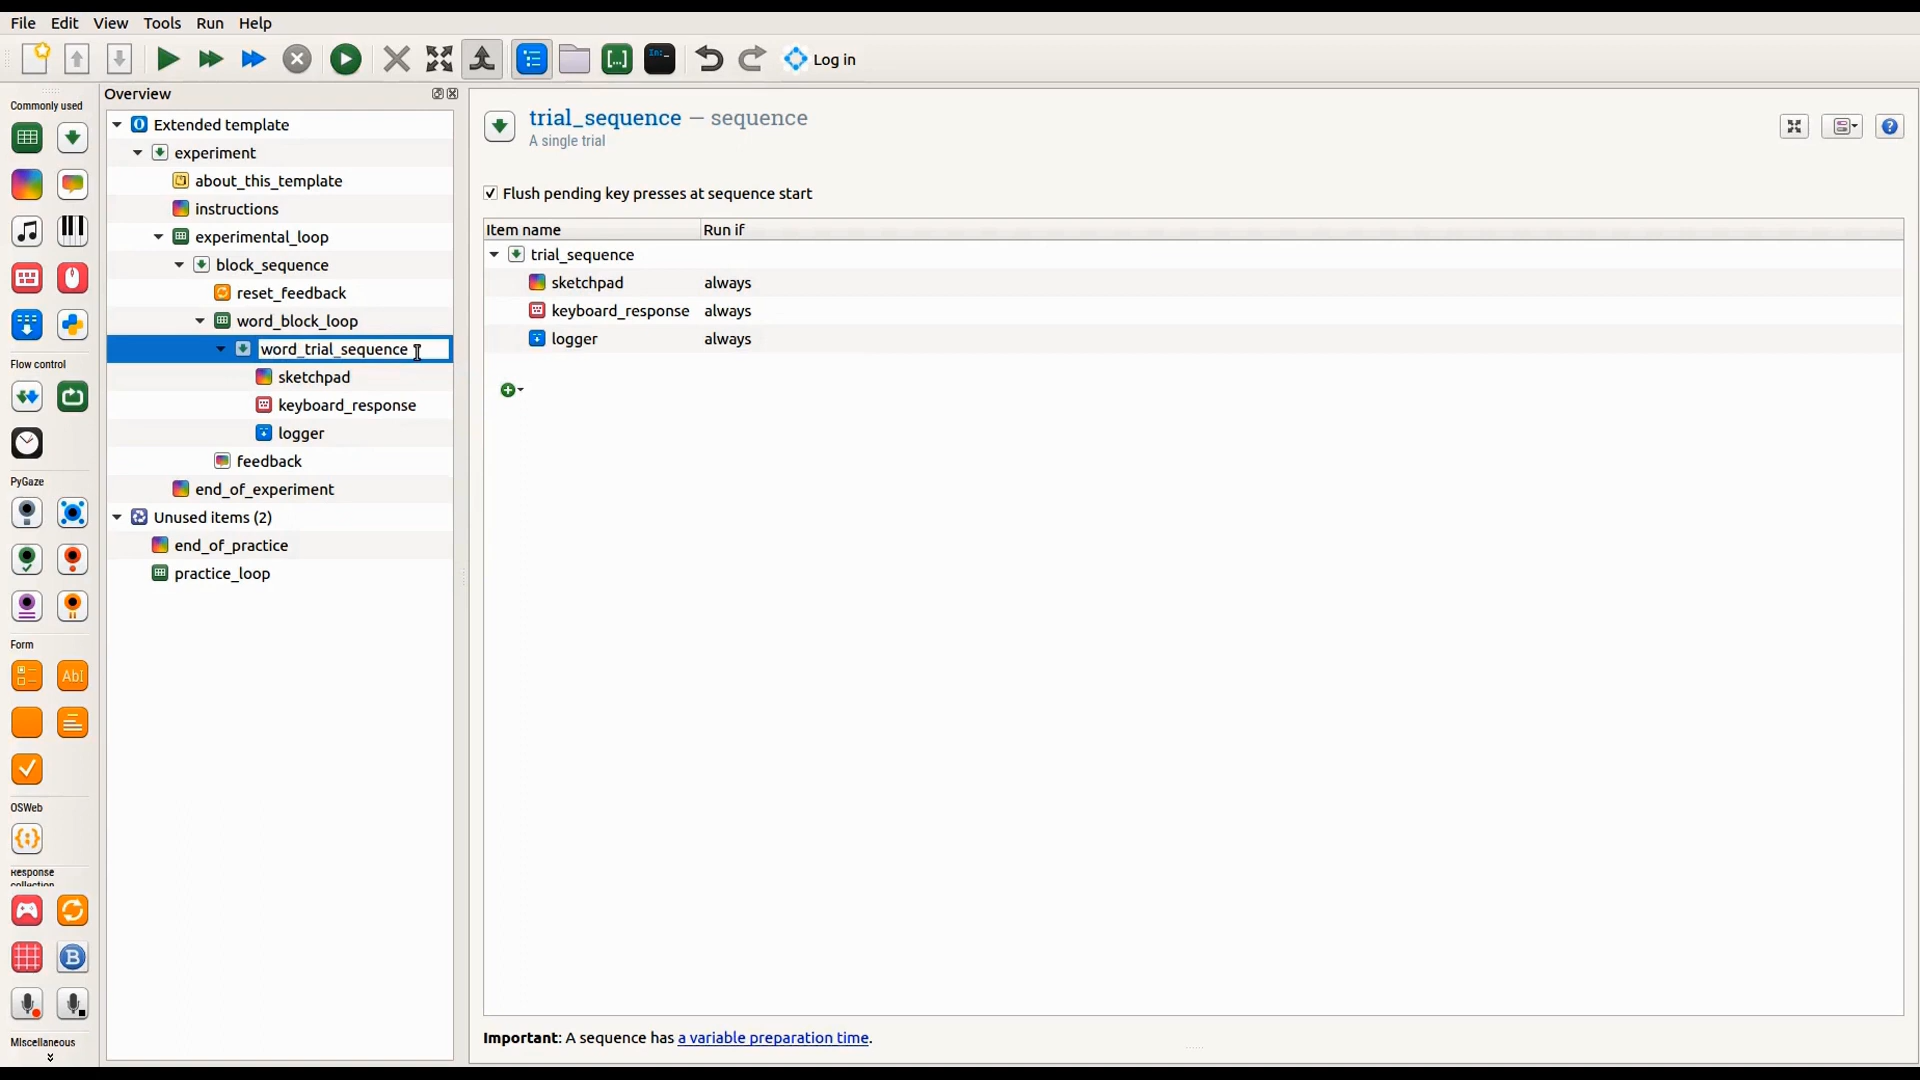 File Edit View Tools Run Help
Log in
Commonly used
Flow control
PyGaze
Form
AbI
OSWeb
Response
collection
B
Miscellaneous
Overview
Extended template
experiment
about_this_template
instructions
experimental_loop
block_sequence
reset_feedback
word_block_loop
word_trial_sequence
sketchpad
keyboard_response
logger
feedback
end_of_experiment
Unused items (2)
end_of_practice
practice_loop
trial_sequence — sequence
A single trial
Flush pending key presses at sequence start
Item name Run if
trial_sequence
sketchpad always
keyboard_response always
logger always
Important: A sequence has a variable preparation time.